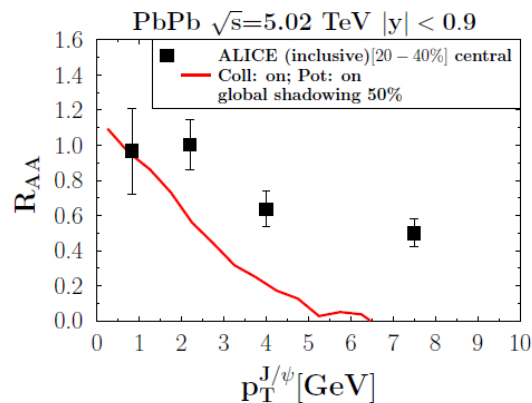 PbPb √s=5.02 TeV |y| < 0.9
ALICE (inclusive)[20 − 40%] central
Coll: on; Pot: on
global shadowing 50%
R_AA
1.6
1.4
1.2
1.0
0.8
0.6
0.4
0.2
0.0
0 1 2 3 4 5 6 7 8 9 10
p_T^{J/ψ}[GeV]